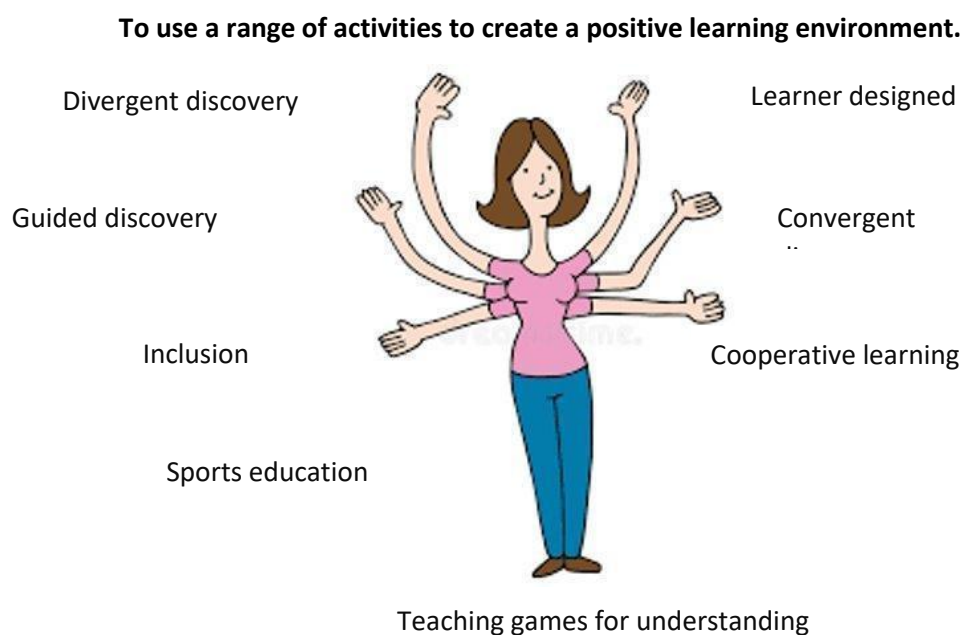 To use a range of activities to create a positive learning environment.
Divergent discovery
Learner designed
Guided discovery
Convergent
Inclusion
Cooperative learning
Sports education
Teaching games for understanding